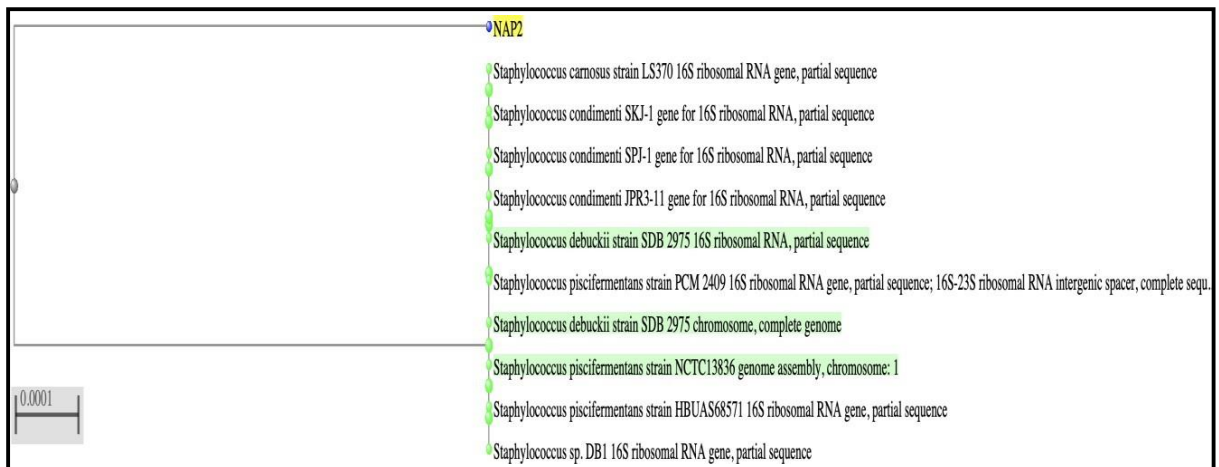 NAP2
Staphylococcus carnosus strain LS370 16S ribosomal RNA gene, partial sequence
Staphylococcus condimenti SKJ-1 gene for 16S ribosomal RNA, partial sequence
Staphylococcus condimenti SPJ-1 gene for 16S ribosomal RNA, partial sequence
Staphylococcus condimenti JPR3-11 gene for 16S ribosomal RNA, partial sequence
Staphylococcus debuckii strain SDB 2975 16S ribosomal RNA, partial sequence
Staphylococcus piscifermentans strain PCM 2409 16S ribosomal RNA gene, partial sequence; 16S-23S ribosomal RNA intergenic spacer, complete sequ..
Staphylococcus debuckii strain SDB 2975 chromosome, complete genome
Staphylococcus piscifermentans strain NCTC13836 genome assembly, chromosome: 1
0.0001
Staphylococcus piscifermentans strain HBUAS68571 16S ribosomal RNA gene, partial sequence
Staphylococcus sp. DB1 16S ribosomal RNA gene, partial sequence